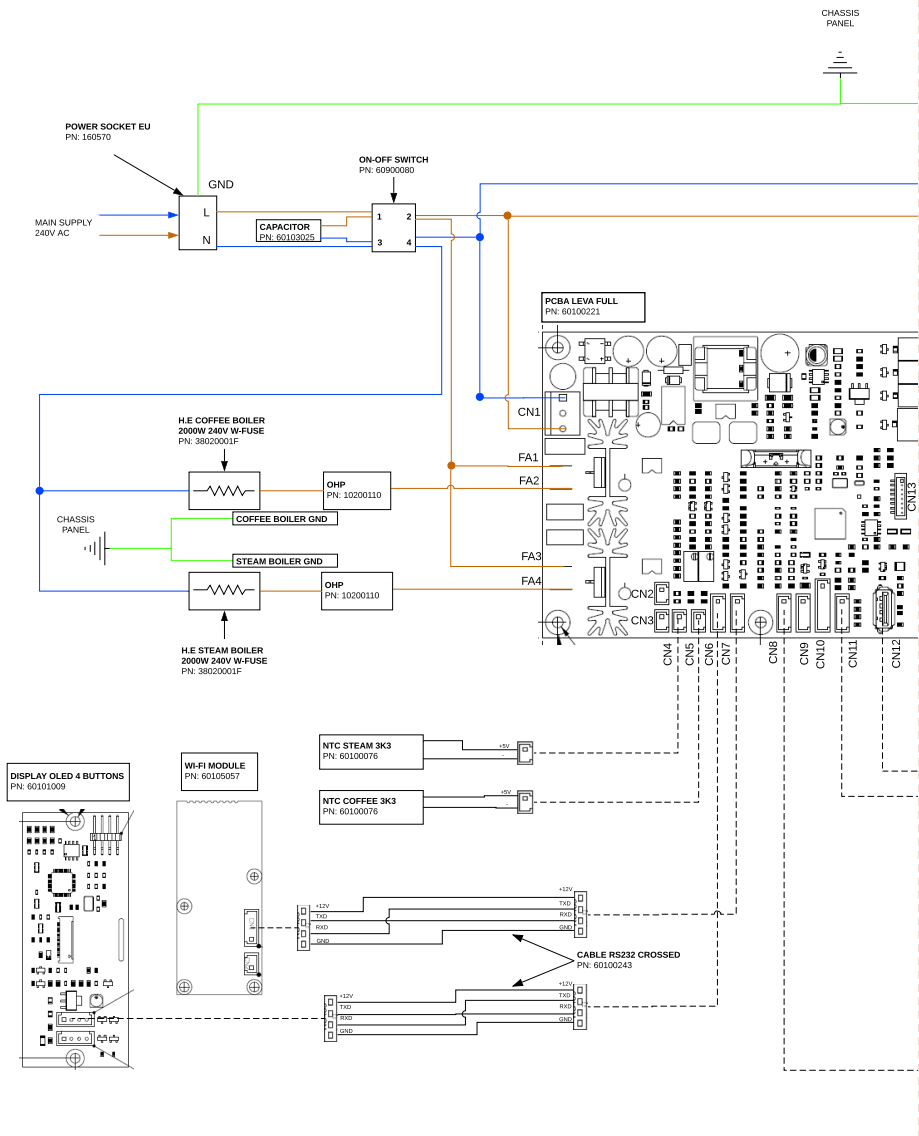 CHASSIS
PANEL
POWER SOCKET EU
PN: 160570
GND
ON-OFF SWITCH
PN: 60900080
MAIN SUPPLY
240V AC
L
N
CAPACITOR
PN: 60103025
1
2
3
4
PCBA LEVA FULL
PN: 60100221
CN1
FA1
FA2
FA3
FA4
H.E COFFEE BOILER
2000W 240V W-FUSE
PN: 38020001F
OHP
PN: 10200110
COFFEE BOILER GND
CHASSIS
PANEL
STEAM BOILER GND
OHP
PN: 10200110
H.E STEAM BOILER
2000W 240V W-FUSE
PN: 38020001F
CN13
CN2
CN3
CN4
CN5
CN6
CN7
CN8
CN9
CN10
CN11
CN12
NTC STEAM 3K3
PN: 60100076
+5V
-
NTC COFFEE 3K3
PN: 60100076
+5V
-
WI-FI MODULE
PN: 60105057
DISPLAY OLED 4 BUTTONS
PN: 60101009
+12V
TXD
RXD
GND
+12V
TXD
RXD
GND
CABLE RS232 CROSSED
PN: 60100243
+12V
TXD
RXD
GND
+12V
TXD
RXD
GND